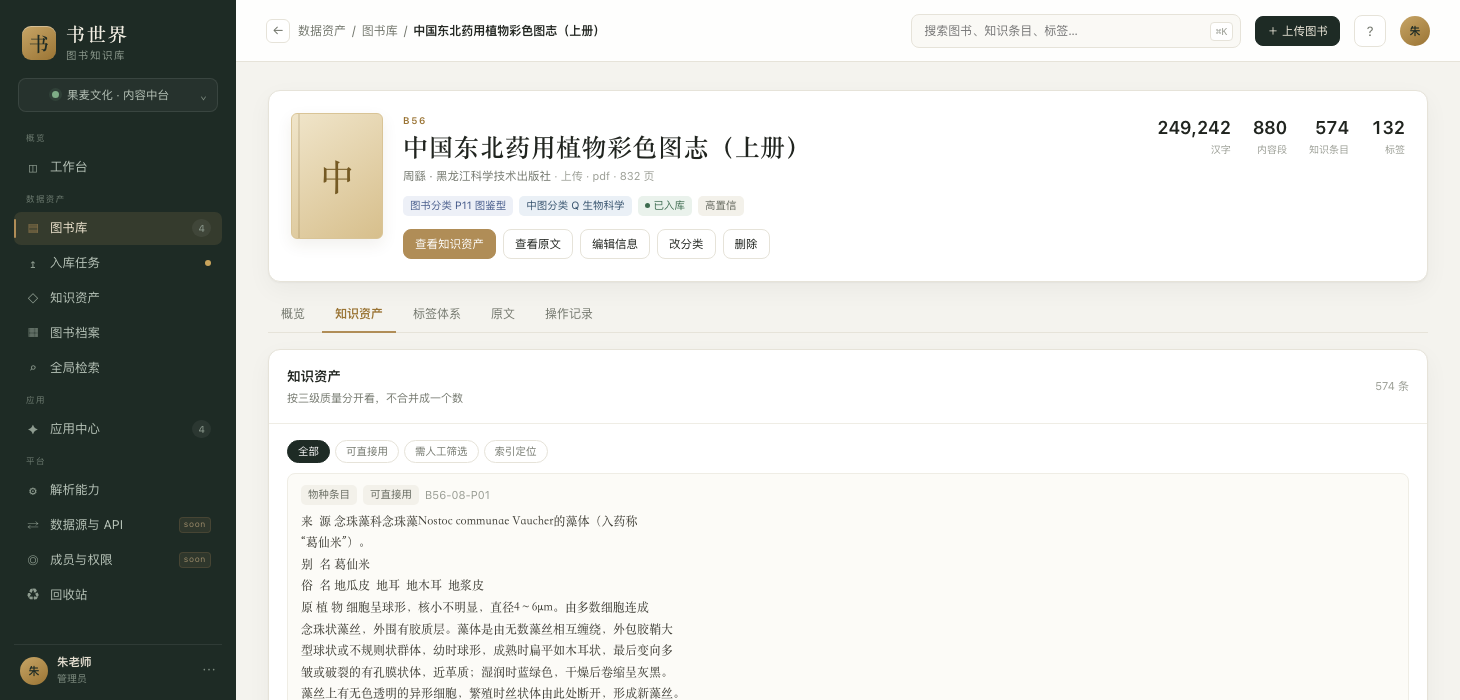 书
书世界
图书知识库
果麦文化 · 内容中台
概览
工作台
数据资产
图书库 4
入库任务
知识资产
图书档案
全局检索
应用
应用中心 4
平台
解析能力
数据源与 API soon
成员与权限 soon
回收站
朱
朱老师
管理员
数据资产 / 图书库 / 中国东北药用植物彩色图志（上册）
搜索图书、知识条目、标签… ⌘K
+ 上传图书
?
朱
中
B56
中国东北药用植物彩色图志（上册）
周繇 · 黑龙江科学技术出版社 · 上传 · pdf · 832 页
图书分类 P11 图鉴型 中图分类 Q 生物科学 已入库 高置信
查看知识资产 查看原文 编辑信息 改分类 删除
249,242 880 574 132
汉字 内容段 知识条目 标签
概览 知识资产 标签体系 原文 操作记录
知识资产
按三级质量分开看，不合并成一个数
574 条
全部 可直接用 需人工筛选 索引定位
物种条目 可直接用 B56-08-P01
来 源 念珠藻科念珠藻Nostoc communae Vaucher的藻体（入药称
“葛仙米”）。
别 名 葛仙米
俗 名 地瓜皮 地耳 地木耳 地浆皮
原 植 物 细胞呈球形，核小不明显，直径4 ~ 6μm。由多数细胞连成
念珠状藻丝，外围有胶质层。藻体是由无数藻丝相互缠绕，外包胶鞘大
型球状或不规则状群体，幼时球形，成熟时扁平如木耳状，最后变向多
皱或破裂的有孔膜状体，近革质；湿润时蓝绿色，干燥后卷缩呈灰黑。
藻丝上有无色透明的异形细胞，繁殖时丝状体由此处断开，形成新藻丝。